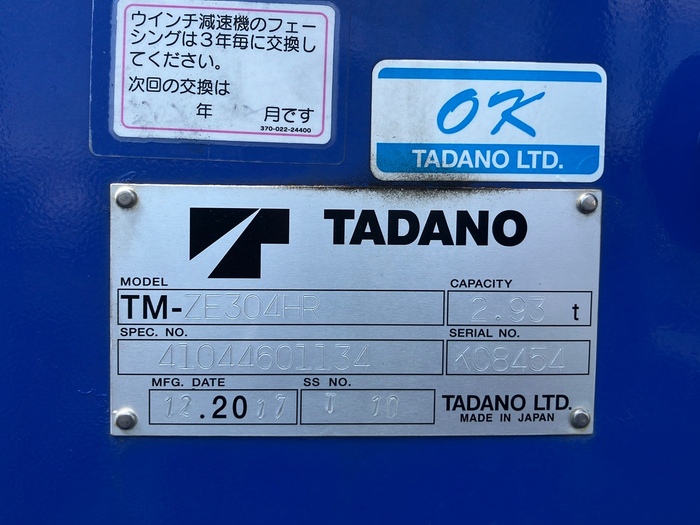 ウインチ減速機のフェー
シングは3年毎に交換し
てください。
次回の交換は
年 月です
370-022-24400
OK
TADANO LTD.
TADANO
MODEL
CAPACITY
TM-ZE304HR
2.93 t
SPEC. NO.
SERIAL NO.
41044601134
KC8454
MFG. DATE
SS NO.
12.2017
10
TADANO LTD.
MADE IN JAPAN